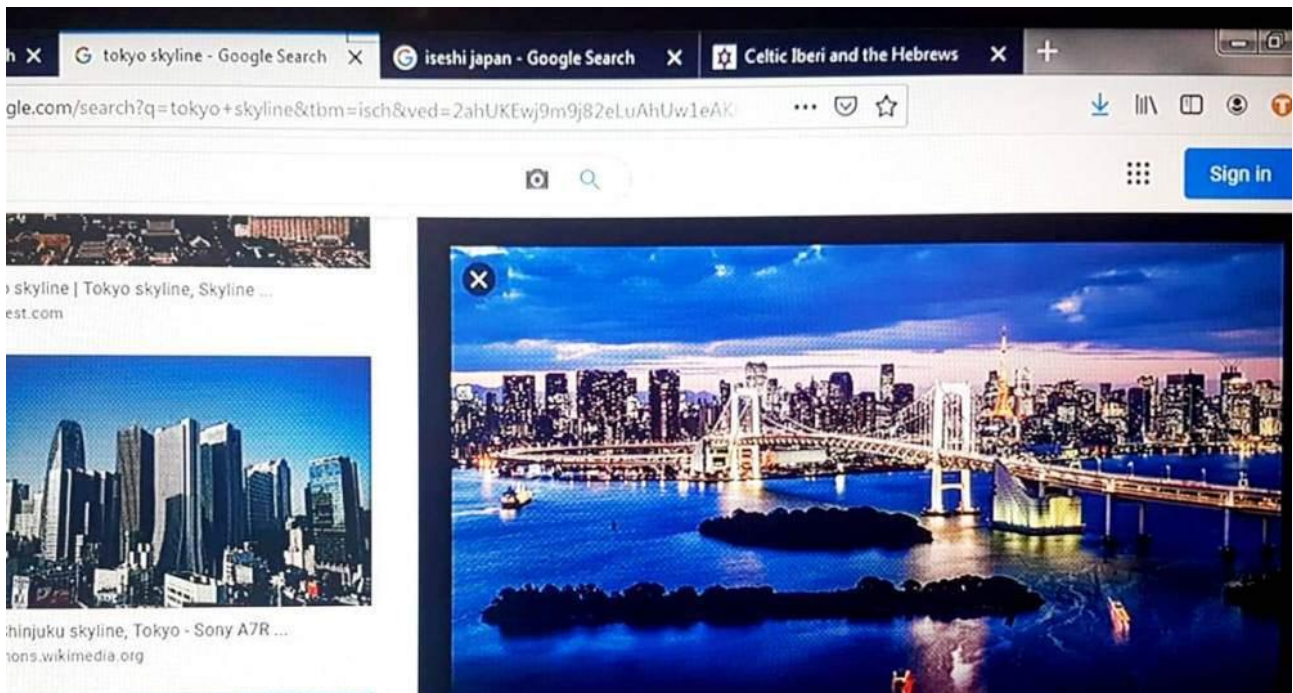 h tokyo skyline - Google Search iseshi japan - Google Search Celtic Iberi and the Hebrews
gle.com/search?q=tokyo+skyline&tbm=isch&ved=2ahUKEwj9m9j82eLuAhUw1eAK
Sign in
skyline | Tokyo skyline, Skyline ...
est.com
hinjuku skyline, Tokyo - Sony A7R ...
ons.wikimedia.org